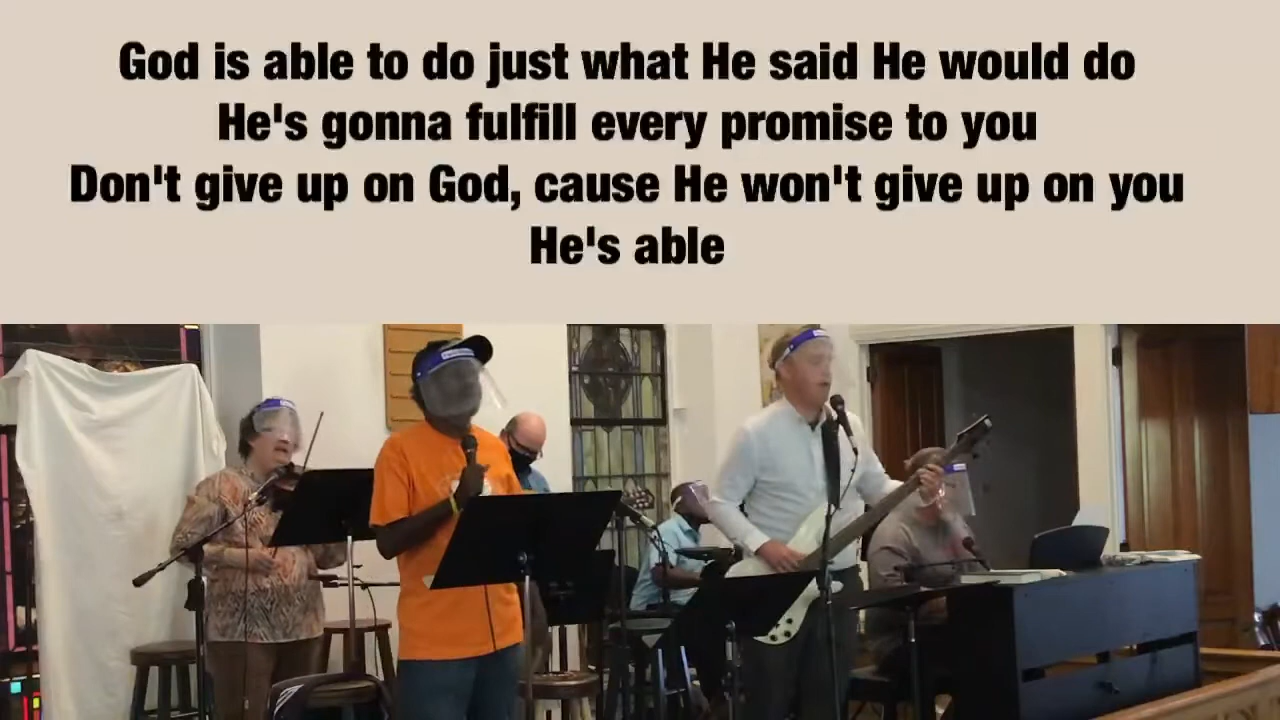 God is able to do just what He said He would do
He's gonna fulfill every promise to you
Don't give up on God, cause He won't give up on you
He's able